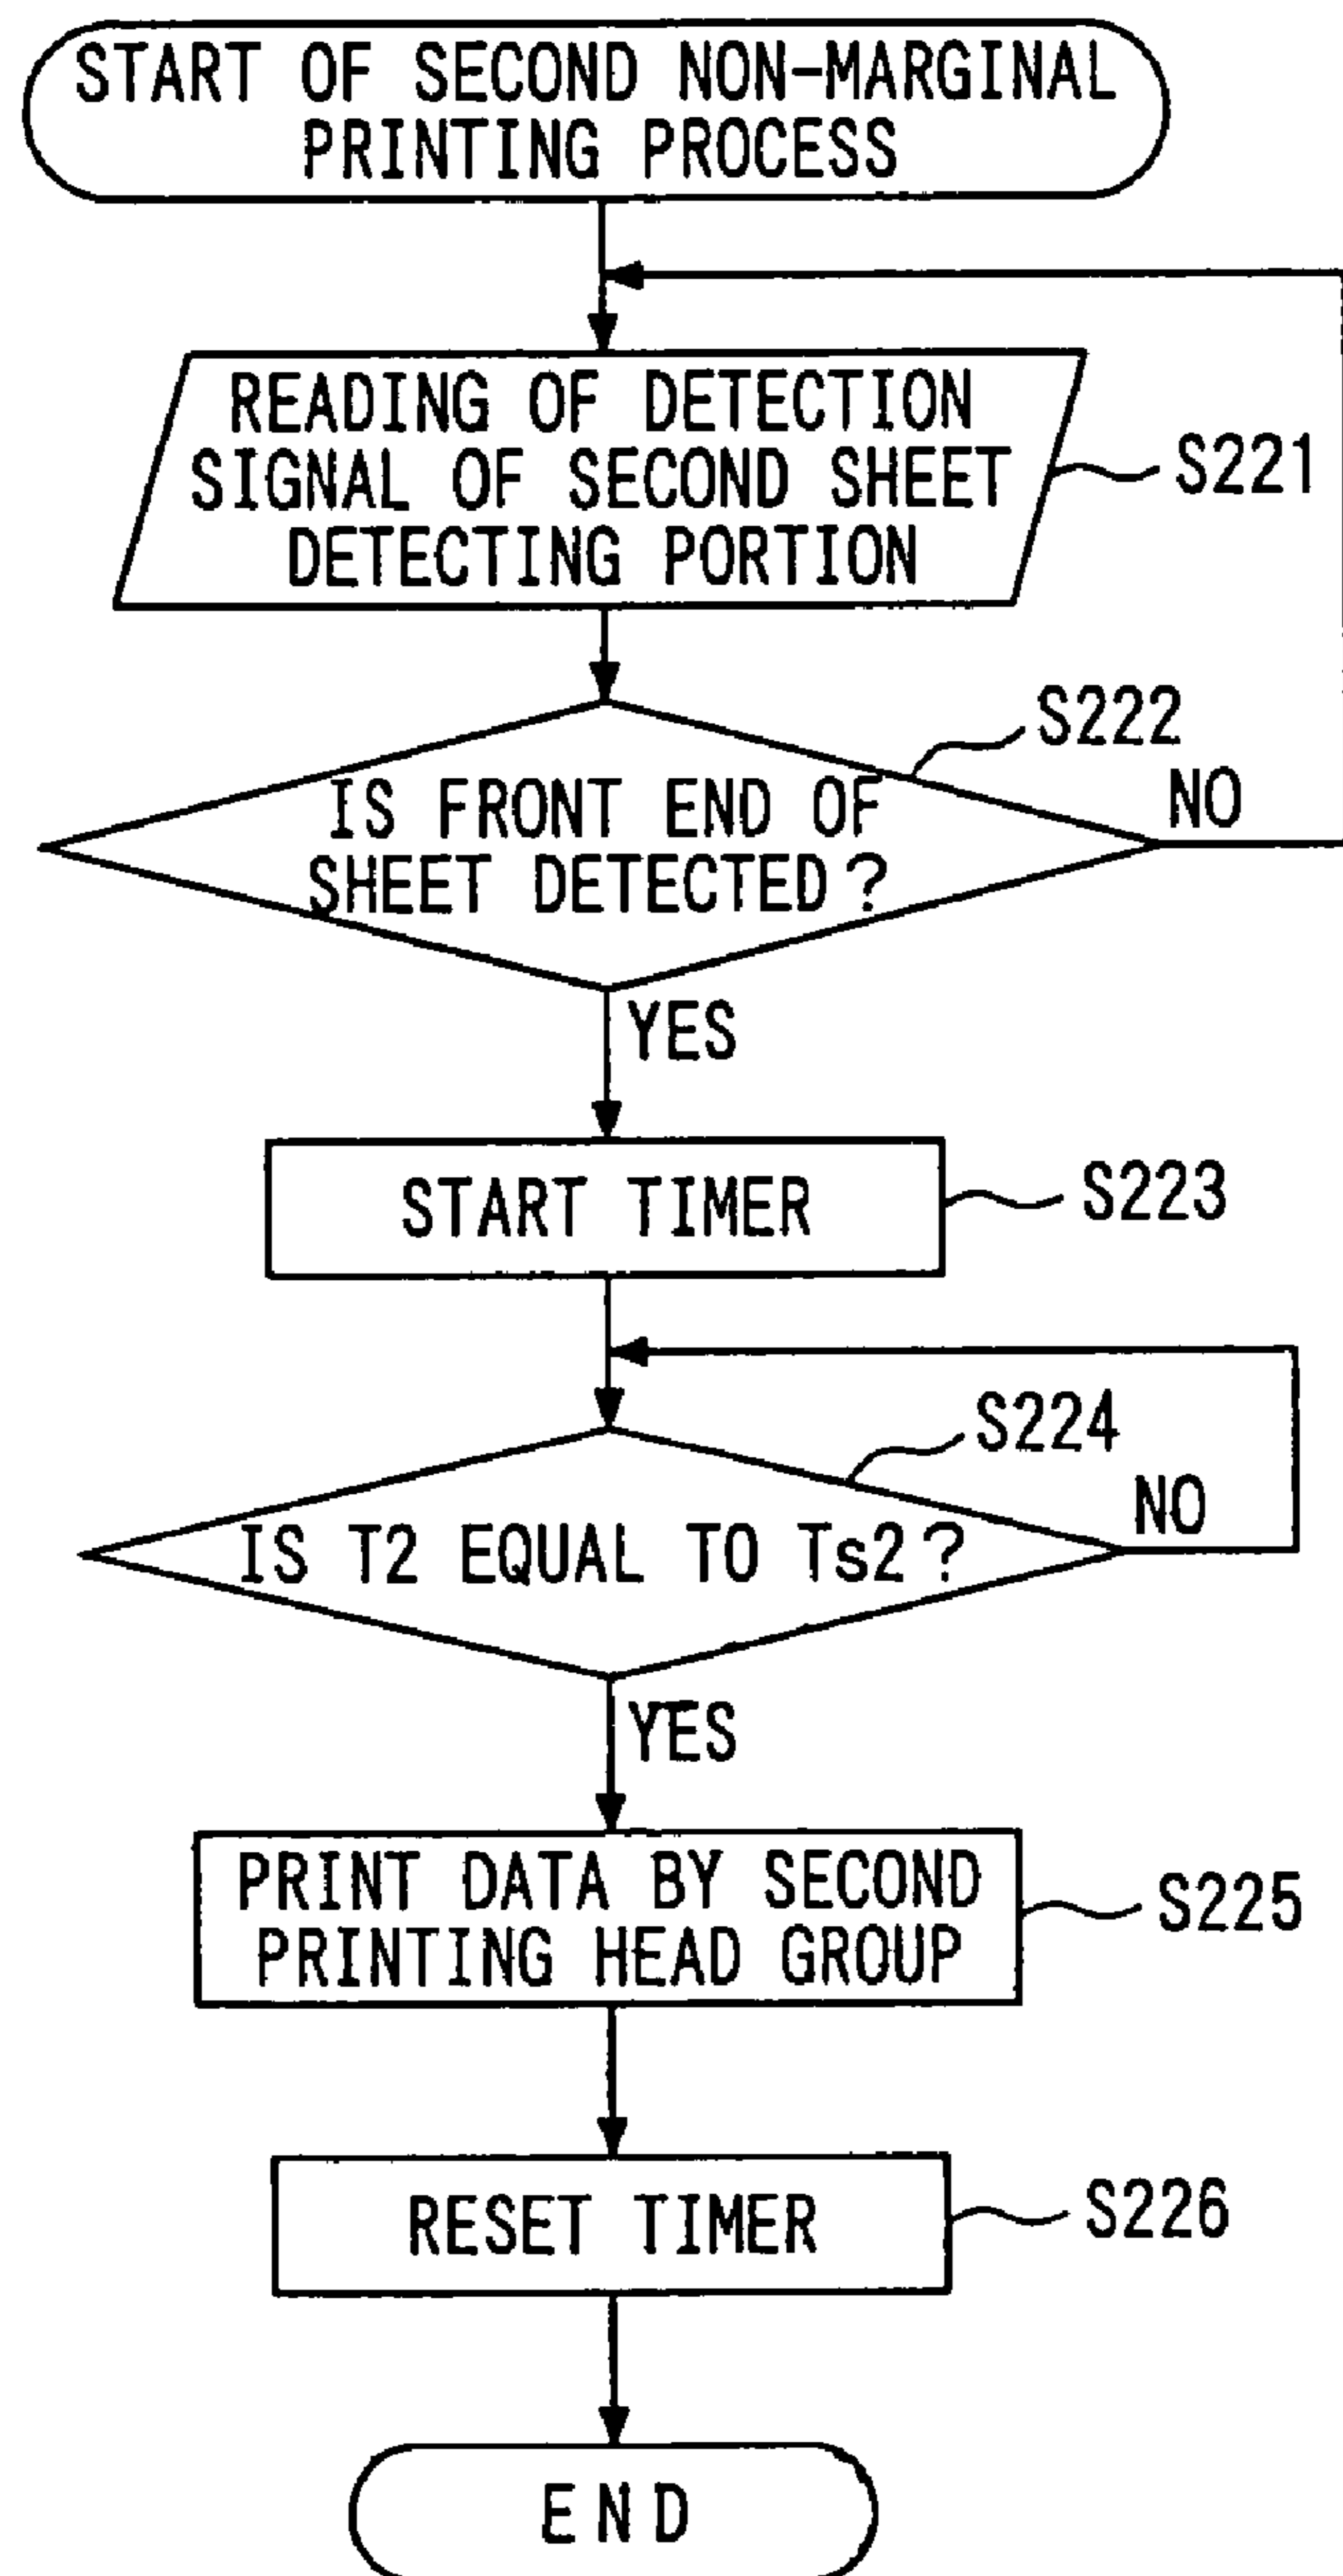 START OF SECOND NON-MARGINAL
PRINTING PROCESS
READING OF DETECTION
SIGNAL OF SECOND SHEET
DETECTING PORTION
S221
S222
IS FRONT END OF
SHEET DETECTED?
NO
YES
START TIMER
S223
S224
NO
IS T2 EQUAL TO Ts2?
YES
PRINT DATA BY SECOND
PRINTING HEAD GROUP
S225
RESET TIMER
S226
END